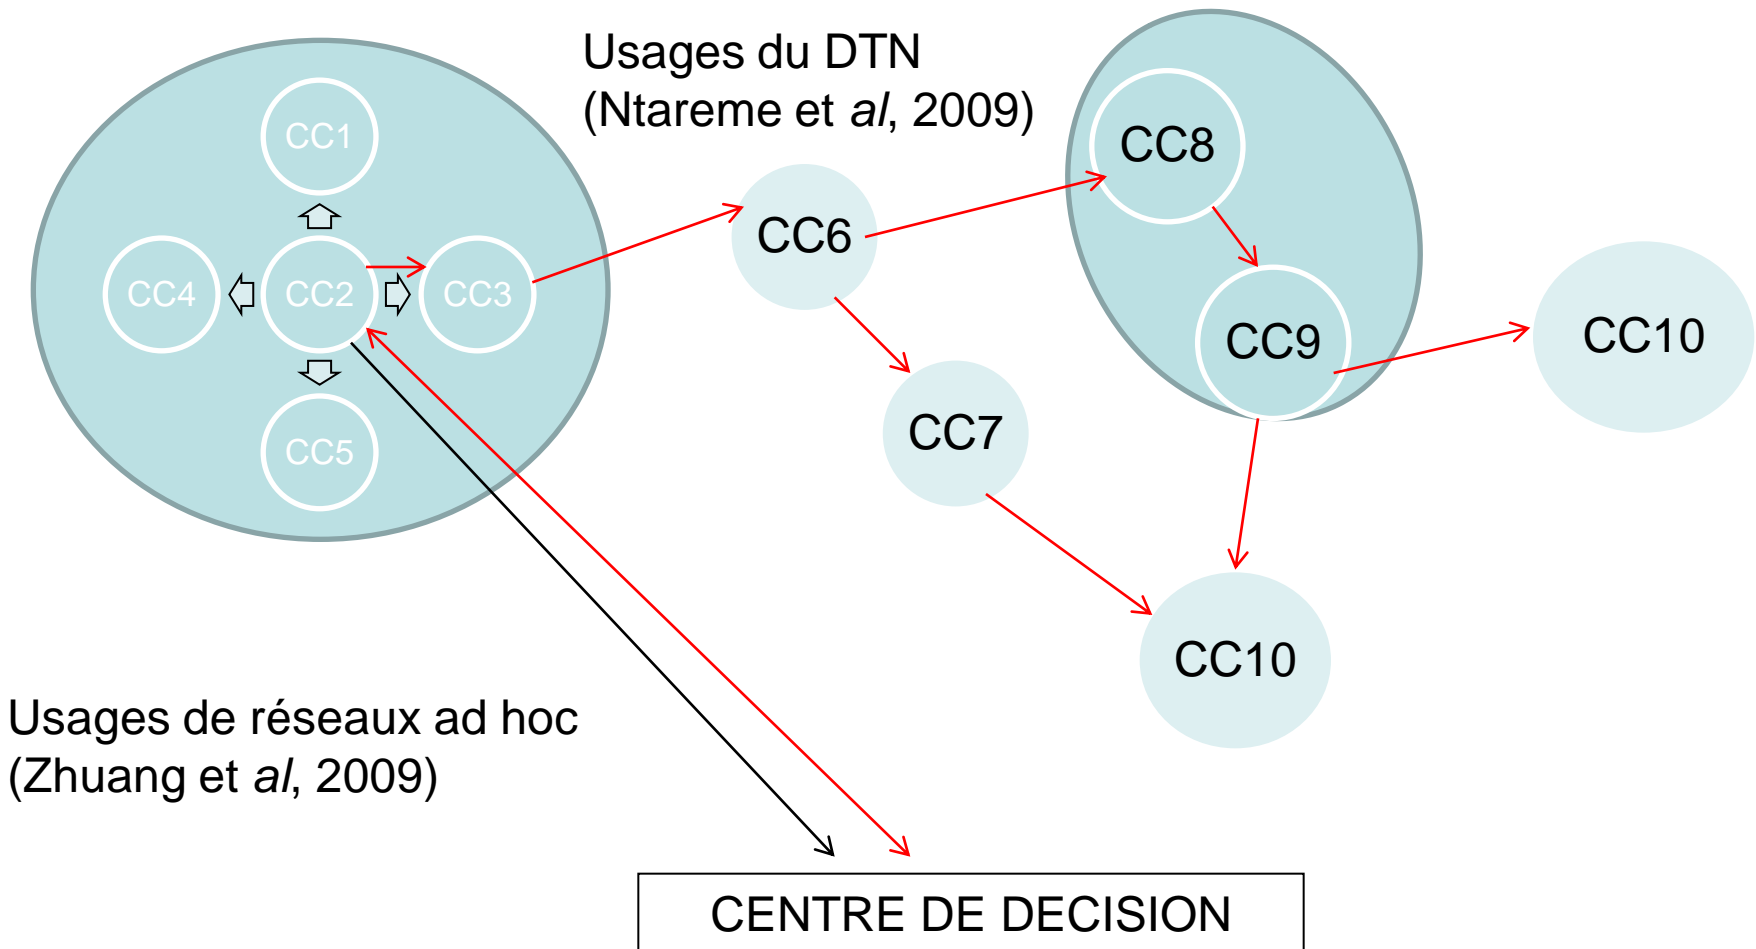 Usages du DTN
(Ntareme et al, 2009)
CC1
CC8
CC6
CC4
CC2
CC3
CC9
CC10
CC7
CC5
CC10
Usages de réseaux ad hoc
(Zhuang et al, 2009)
CENTRE DE DECISION